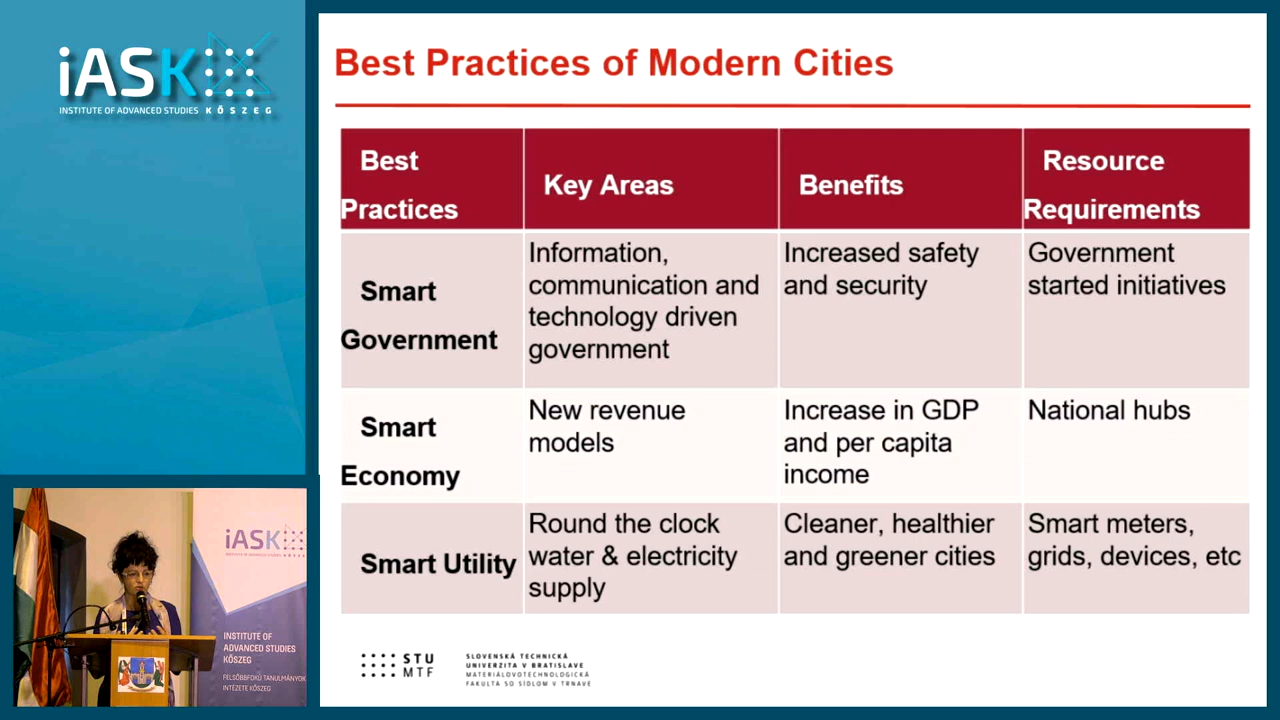 iASK
INSTITUTE OF ADVANCED STUDIES KŐSZEG
Best Practices of Modern Cities
Best
Practices
Key Areas
Benefits
Resource
Requirements
Smart
Government
Information,
communication and
technology driven
government
Increased safety
and security
Government
started initiatives
Smart
Economy
New revenue
models
Increase in GDP
and per capita
income
National hubs
Smart Utility
Round the clock
water & electricity
supply
Cleaner, healthier
and greener cities
Smart meters,
grids, devices, etc
iASK
INSTITUTE OF
ADVANCED STUDIES
KŐSZEG
FELSŐBBFOKÚ TANULMÁNYOK
INTÉZETE KŐSZEG
STU
MTF
SLOVENSKÁ TECHNICKÁ
UNIVERZITA V BRATISLAVE
MATERIÁLOVOTECHNOLOGICKÁ
FAKULTA SO SÍDLOM V TRNAVE